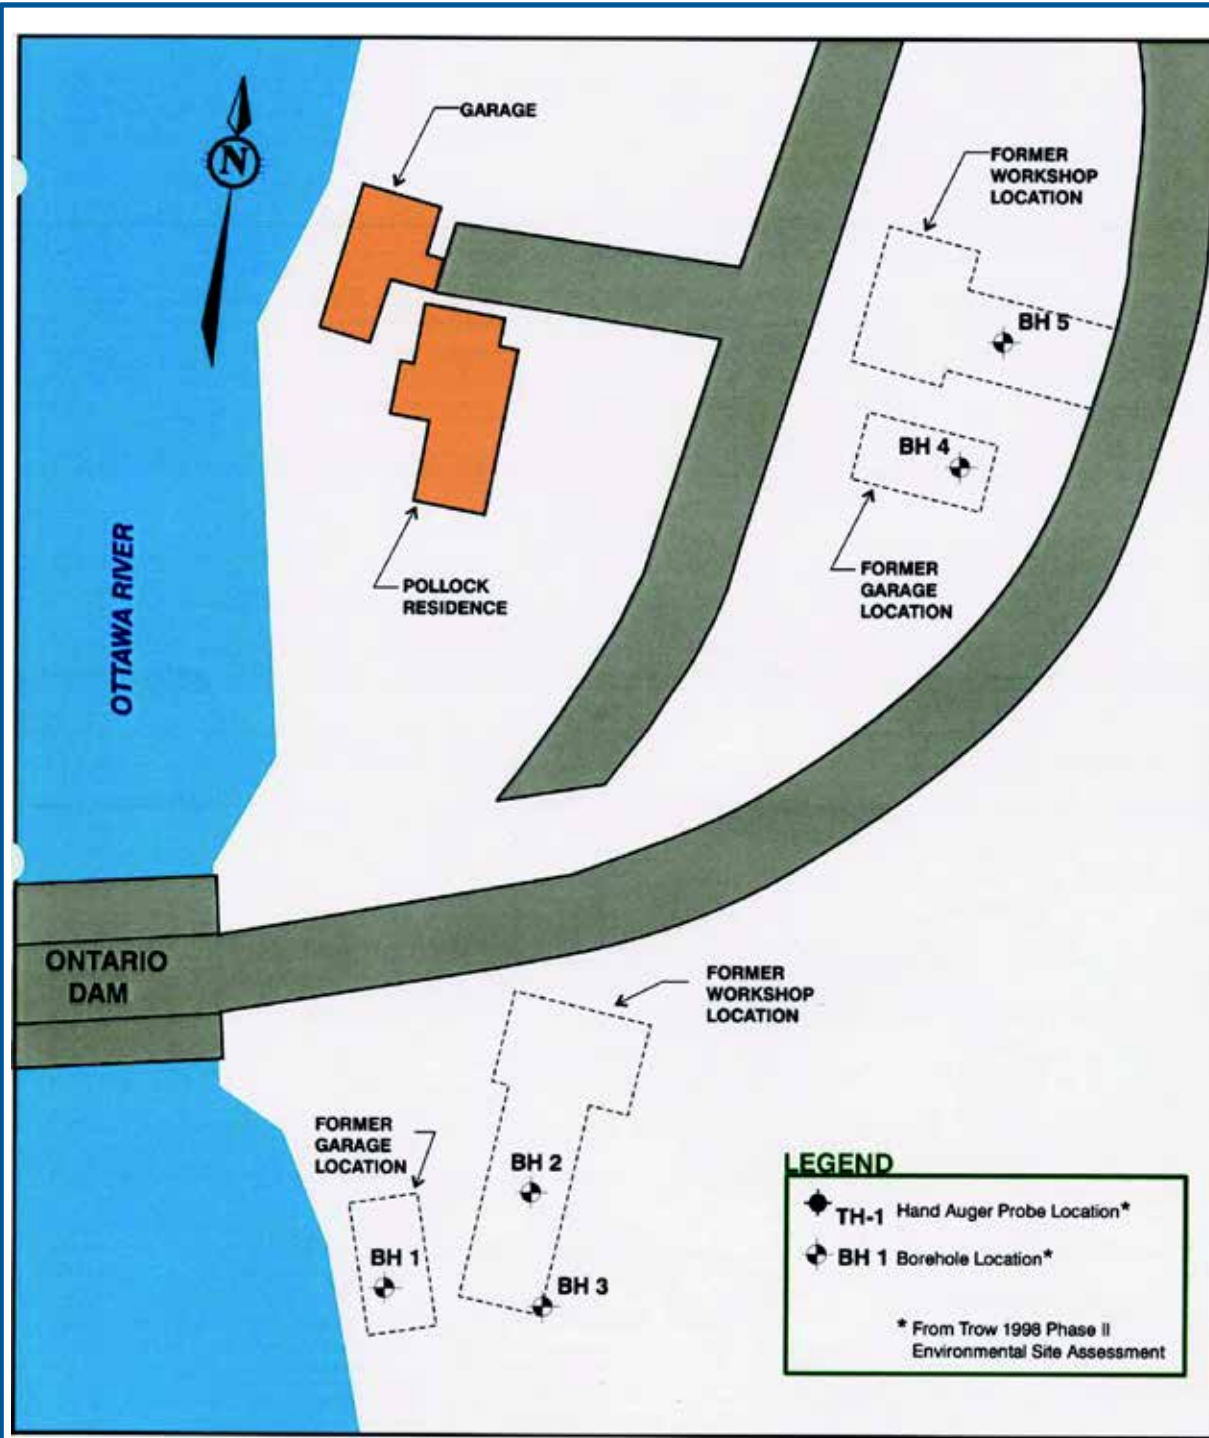 GARAGE
N
FORMER
WORKSHOP
LOCATION
BH 5
BH 4
FORMER
GARAGE
LOCATION
POLLOCK
RESIDENCE
OTTAWA RIVER
ONTARIO
DAM
FORMER
WORKSHOP
LOCATION
FORMER
GARAGE
LOCATION
BH 2
BH 1
BH 3
LEGEND
TH-1 Hand Auger Probe Location*
BH 1 Borehole Location*
* From Trow 1998 Phase II
Environmental Site Assessment